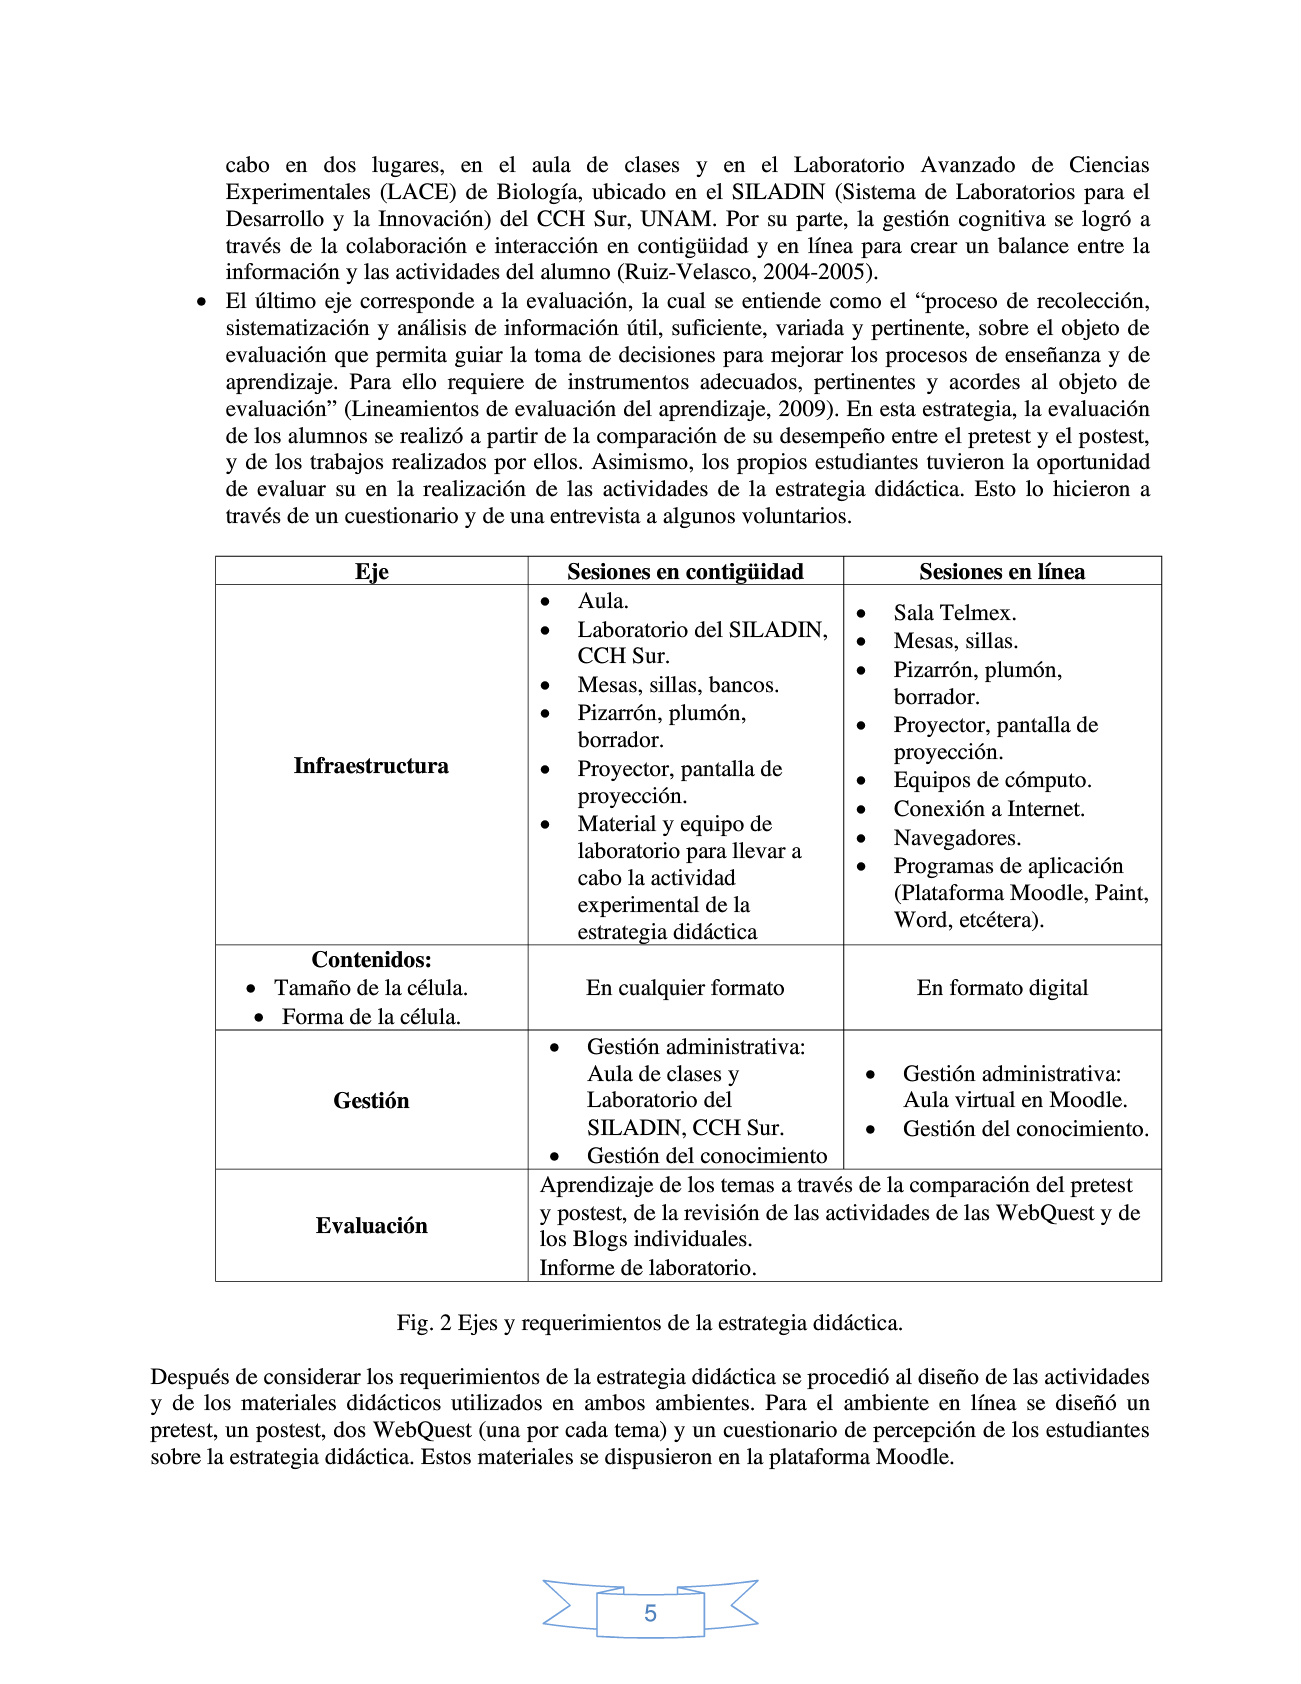 cabo en dos lugares, en el aula de clases y en el Laboratorio Avanzado de Ciencias
Experimentales (LACE) de Biología, ubicado en el SILADIN (Sistema de Laboratorios para el
Desarrollo y la Innovación) del CCH Sur, UNAM. Por su parte, la gestión cognitiva se logró a
través de la colaboración e interacción en contigüidad y en línea para crear un balance entre la
información y las actividades del alumno (Ruiz-Velasco, 2004-2005).
• El último eje corresponde a la evaluación, la cual se entiende como el “proceso de recolección,
sistematización y análisis de información útil, suficiente, variada y pertinente, sobre el objeto de
evaluación que permita guiar la toma de decisiones para mejorar los procesos de enseñanza y de
aprendizaje. Para ello requiere de instrumentos adecuados, pertinentes y acordes al objeto de
evaluación” (Lineamientos de evaluación del aprendizaje, 2009). En esta estrategia, la evaluación
de los alumnos se realizó a partir de la comparación de su desempeño entre el pretest y el postest,
y de los trabajos realizados por ellos. Asimismo, los propios estudiantes tuvieron la oportunidad
de evaluar su en la realización de las actividades de la estrategia didáctica. Esto lo hicieron a
través de un cuestionario y de una entrevista a algunos voluntarios.
Eje
Sesiones en contigüidad
Sesiones en línea
Infraestructura
• Aula.
• Laboratorio del SILADIN,
CCH Sur.
• Mesas, sillas, bancos.
• Pizarrón, plumón,
borrador.
• Proyector, pantalla de
proyección.
• Material y equipo de
laboratorio para llevar a
cabo la actividad
experimental de la
estrategia didáctica
• Sala Telmex.
• Mesas, sillas.
• Pizarrón, plumón,
borrador.
• Proyector, pantalla de
proyección.
• Equipos de cómputo.
• Conexión a Internet.
• Navegadores.
• Programas de aplicación
(Plataforma Moodle, Paint,
Word, etcétera).
Contenidos:
• Tamaño de la célula.
• Forma de la célula.
En cualquier formato
En formato digital
Gestión
• Gestión administrativa:
Aula de clases y
Laboratorio del
SILADIN, CCH Sur.
• Gestión del conocimiento
• Gestión administrativa:
Aula virtual en Moodle.
• Gestión del conocimiento.
Evaluación
Aprendizaje de los temas a través de la comparación del pretest
y postest, de la revisión de las actividades de las WebQuest y de
los Blogs individuales.
Informe de laboratorio.
Fig. 2 Ejes y requerimientos de la estrategia didáctica.
Después de considerar los requerimientos de la estrategia didáctica se procedió al diseño de las actividades
y de los materiales didácticos utilizados en ambos ambientes. Para el ambiente en línea se diseñó un
pretest, un postest, dos WebQuest (una por cada tema) y un cuestionario de percepción de los estudiantes
sobre la estrategia didáctica. Estos materiales se dispusieron en la plataforma Moodle.
5